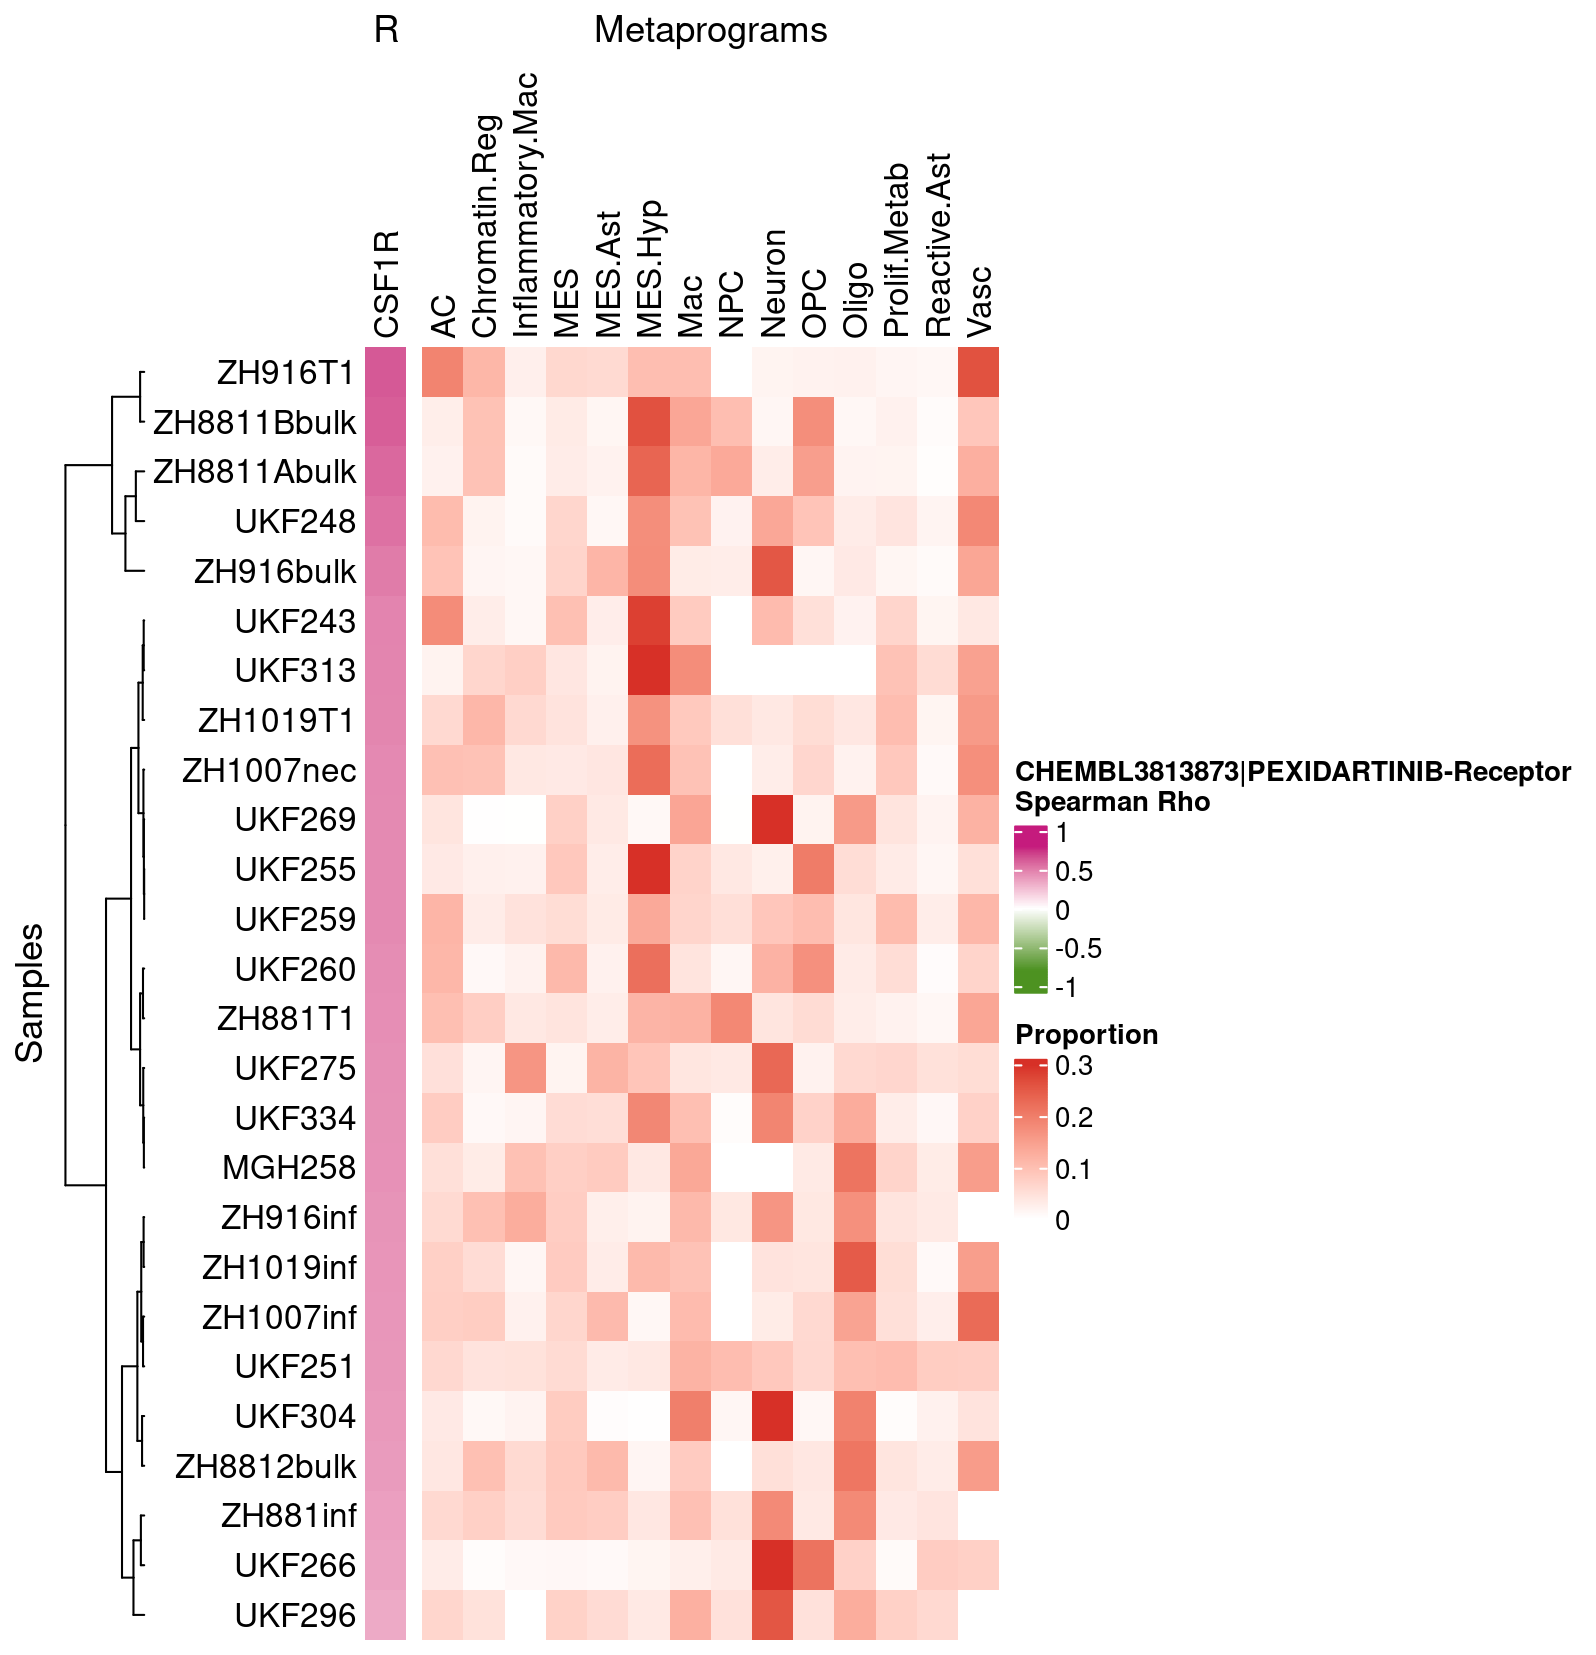 R Metaprograms
CSF1R AC Chromatin.Reg Inflammatory.Mac MES MES.Ast MES.Hyp Mac NPC Neuron OPC Oligo Prolif.Metab Reactive.Ast Vasc
Samples
ZH916T1
ZH8811Bbulk
ZH8811Abulk
UKF248
ZH916bulk
UKF243
UKF313
ZH1019T1
ZH1007nec
UKF269
UKF255
UKF259
UKF260
ZH881T1
UKF275
UKF334
MGH258
ZH916inf
ZH1019inf
ZH1007inf
UKF251
UKF304
ZH8812bulk
ZH881inf
UKF266
UKF296
CHEMBL3813873|PEXIDARTINIB-Receptor
Spearman Rho
1
0.5
0
-0.5
-1
Proportion
0.3
0.2
0.1
0